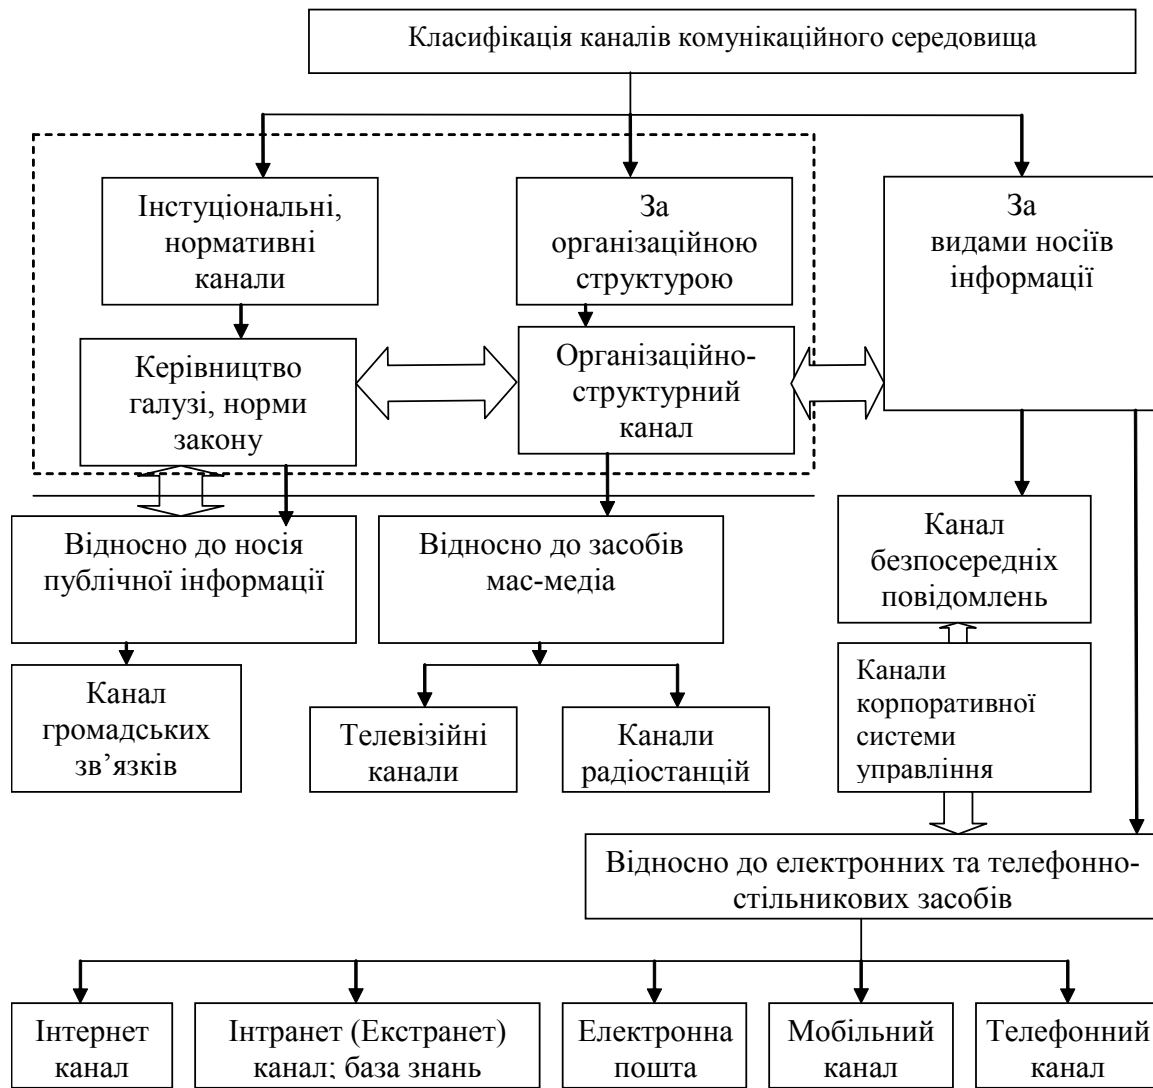 Класифікація каналів комунікаційного середовища
Інстуціональні,
нормативні
канали
За
організаційною
структурою
За
видами носіїв
інформації
Керівництво
галузі, норми
закону
Організаційно-
структурний
канал
Відносно до носія
публічної інформації
Відносно до засобів
мас-медіа
Канал
безпосередніх
повідомлень
Канал
громадських
зв’язків
Телевізійні
канали
Канали
радіостанцій
Канали
корпоративної
системи
управління
Відносно до електронних та телефонно-
стільникових засобів
Інтернет
канал
Інтранет (Екстранет)
канал; база знань
Електронна
пошта
Мобільний
канал
Телефонний
канал